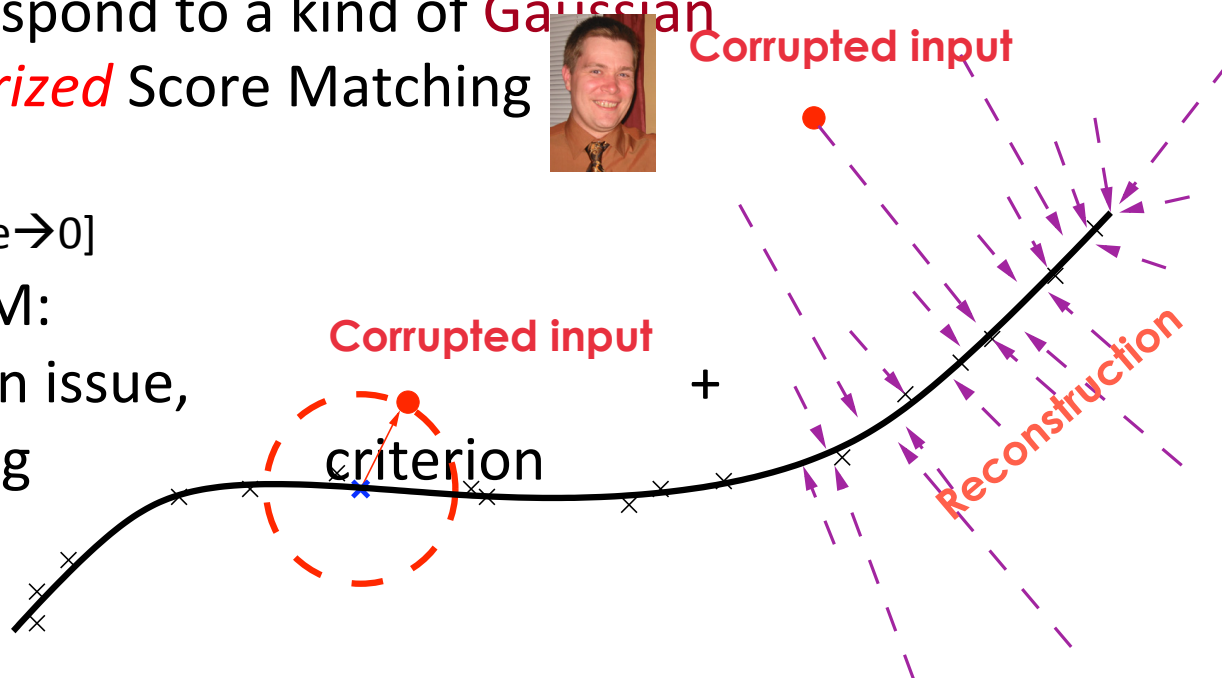 spond to a kind of Gaussian
rized Score Matching
Corrupted input
e→0]
M:
Corrupted input
n issue,
+
g
criterion
Reconstruction